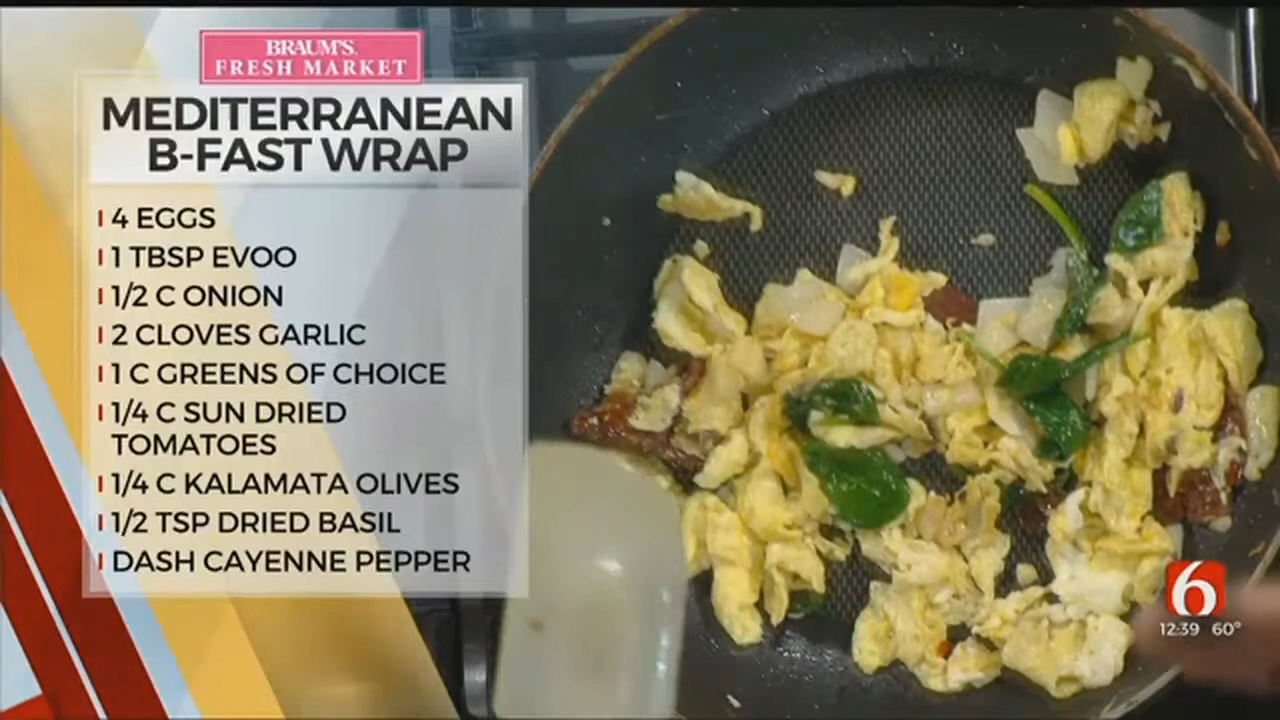 BRAUM'S
FRESH MARKET
MEDITERRANEAN
B-FAST WRAP
4 EGGS
1 TBSP EVOO
1/2 C ONION
2 CLOVES GARLIC
1 C GREENS OF CHOICE
1/4 C SUN DRIED
TOMATOES
1/4 C KALAMATA OLIVES
1/2 TSP DRIED BASIL
DASH CAYENNE PEPPER
6
12:39 60°